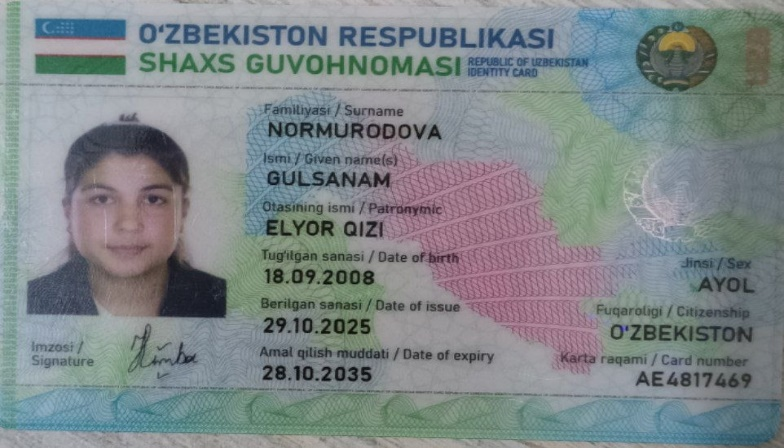 O‘ZBEKISTON RESPUBLIKASI
SHAXS GUVOHNOMASI
REPUBLIC OF UZBEKISTAN
IDENTITY CARD
Familiyasi / Surname
NORMURODOVA
Ismi / Given name(s)
GULSANAM
Otasining ismi / Patronymic
ELYOR QIZI
Tug‘ilgan sanasi / Date of birth
18.09.2008
Jinsi / Sex
AYOL
Berilgan sanasi / Date of issue
29.10.2025
Fuqaroligi / Citizenship
O‘ZBEKISTON
Imzosi /
Signature
Amal qilish muddati / Date of expiry
28.10.2035
Karta raqami / Card number
AE4817469